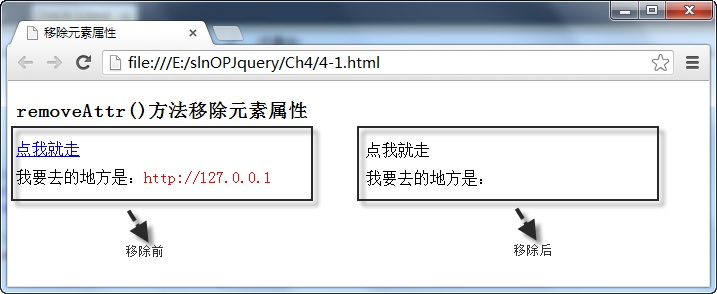 移除元素属性
file:///E:/slnOPJquery/Ch4/4-1.html
removeAttr()方法移除元素属性
点我就走
我要去的地方是：http://127.0.0.1
移除前
点我就走
我要去的地方是：
移除后